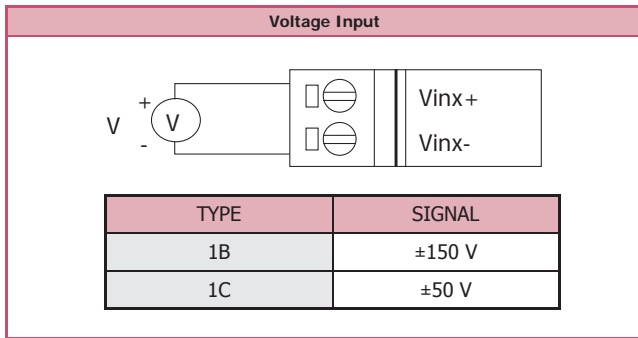 Voltage Input
+
V
V
-
Vinx+
Vinx-
TYPE SIGNAL
1B ±150 V
1C ±50 V